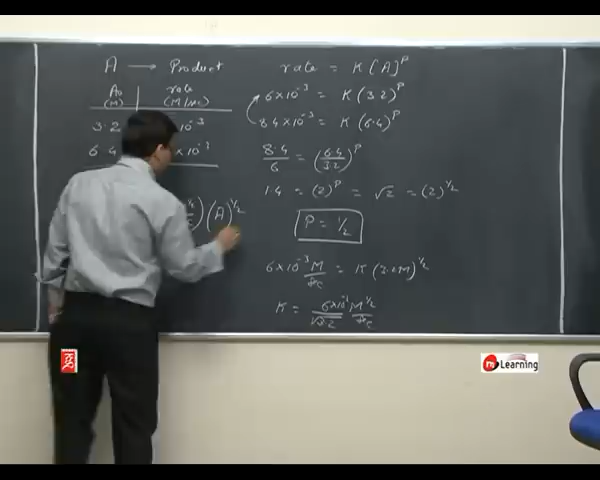 A → Product
A₀ (M) rate (M/sec)
3.2 10⁻³
6.4 ×10⁻³
(A)^1/2
rate = K[A]^P
6×10⁻³ = K(3.2)^P
8.4×10⁻³ = K(6.4)^P
8.4/6 = (6.4/3.2)^P
1.4 = (2)^P = √2 = (2)^1/2
P = 1/2
6×10⁻³ M/sec = K(3.2M)^1/2
K = 6×10⁻³/√3.2 M^1/2/sec
Learning